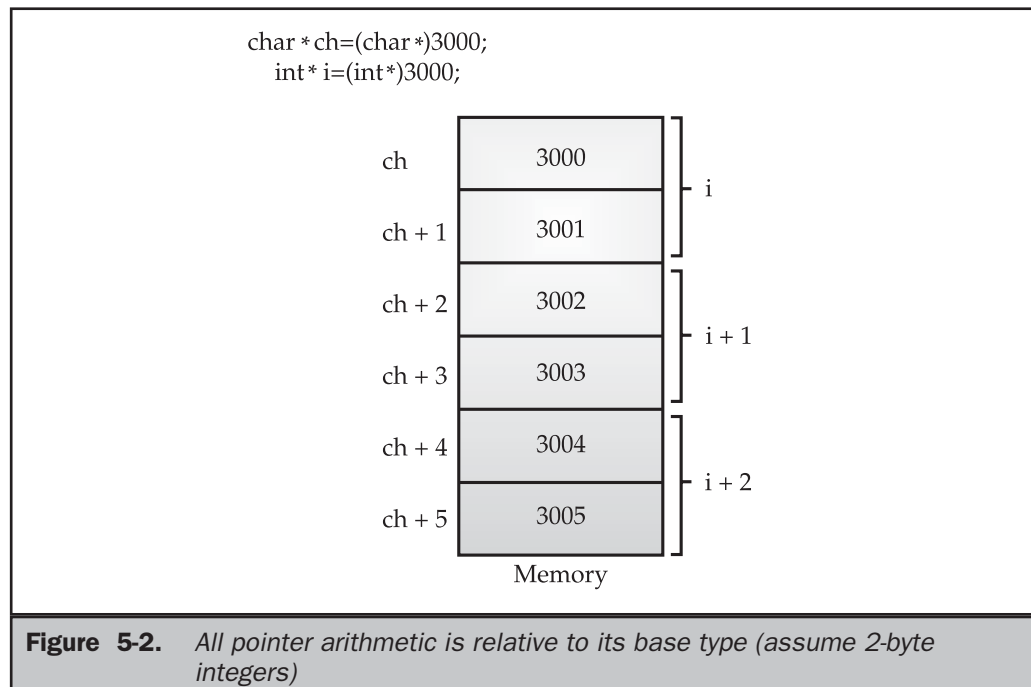 char * ch=(char *)3000;
int * i=(int*)3000;
ch 3000
i
ch + 1 3001
ch + 2 3002
i + 1
ch + 3 3003
ch + 4 3004
i + 2
ch + 5 3005
Memory
Figure 5-2. All pointer arithmetic is relative to its base type (assume 2-byte
integers)